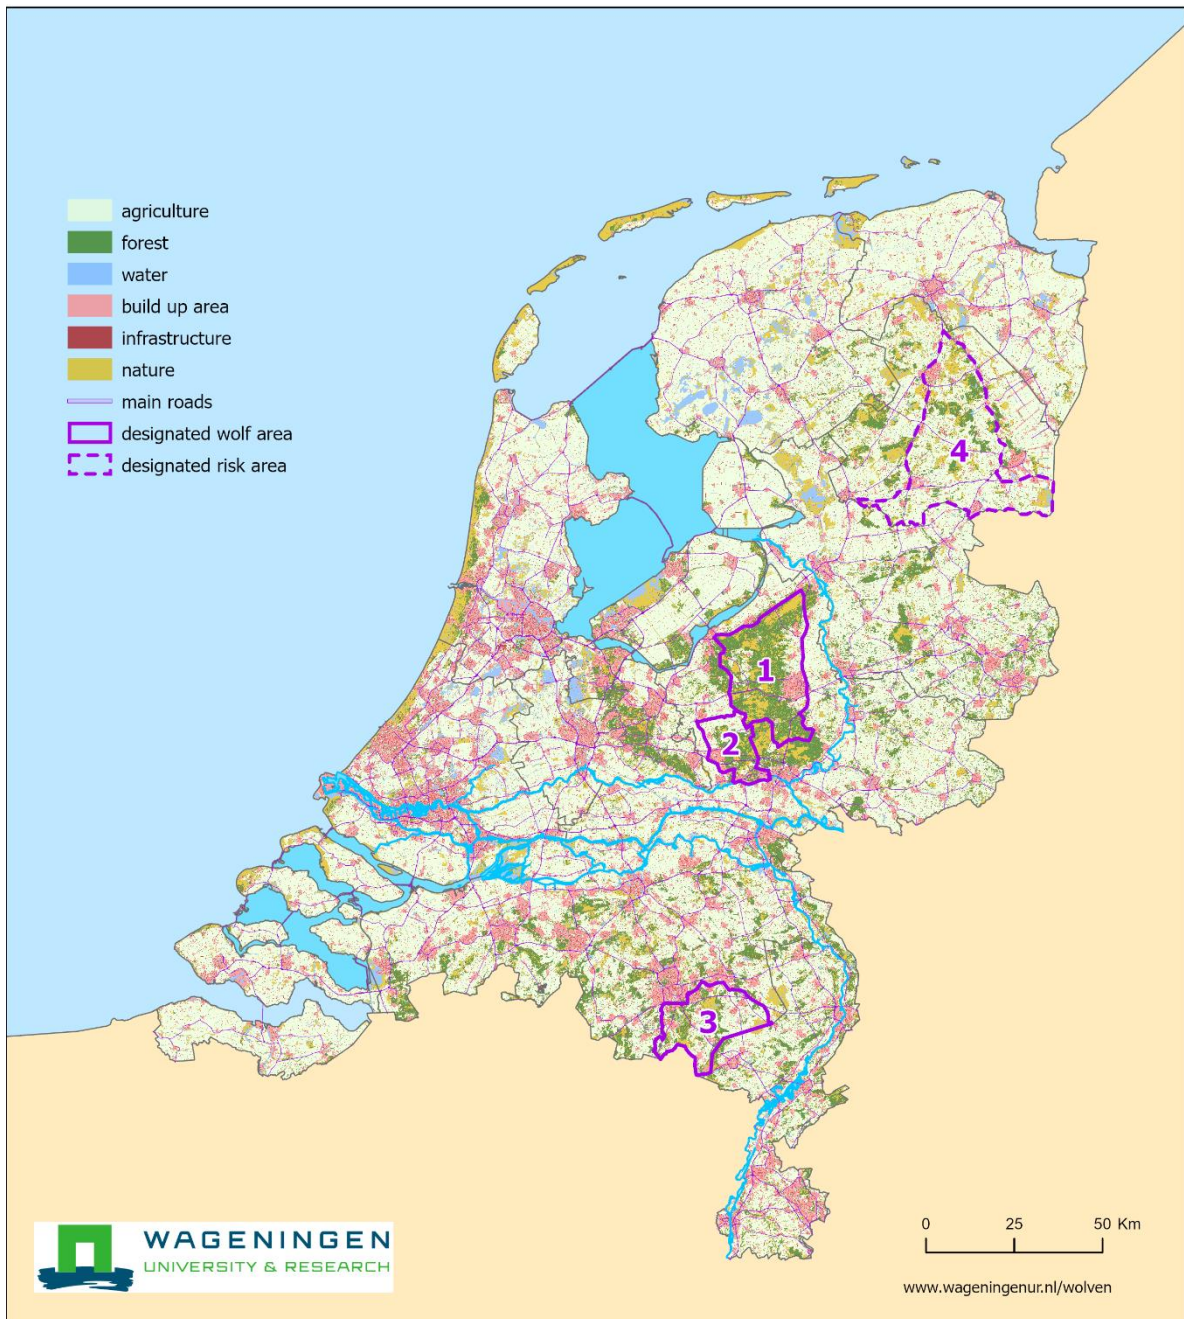 agriculture
forest
water
build up area
infrastructure
nature
main roads
designated wolf area
designated risk area
4
1
2
3
WAGENINGEN
UNIVERSITY & RESEARCH
0 25 50 Km
www.wageningenur.nl/wolven